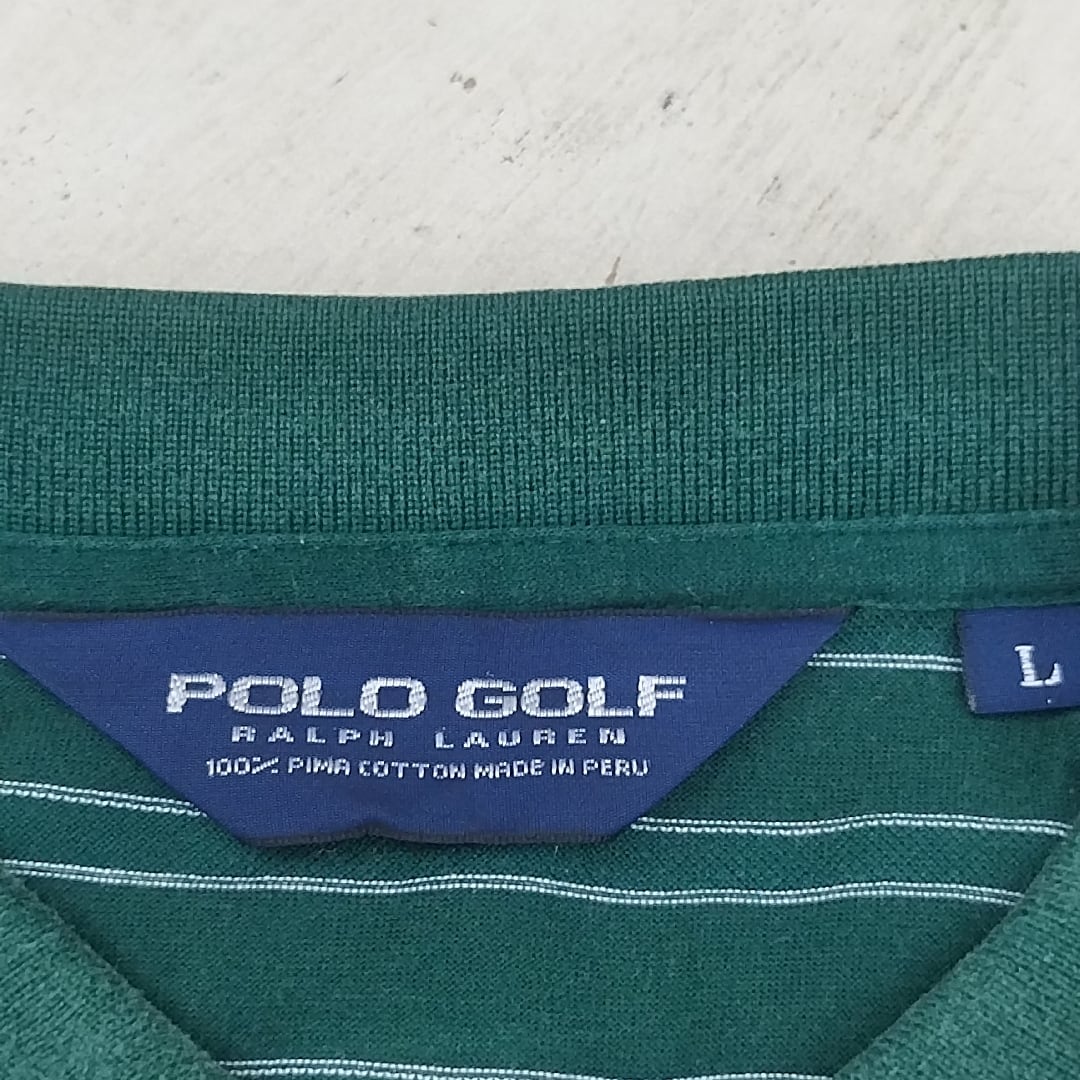 POLO GOLF
RALPH LAUREN
100% PIMA COTTON MADE IN PERU
L